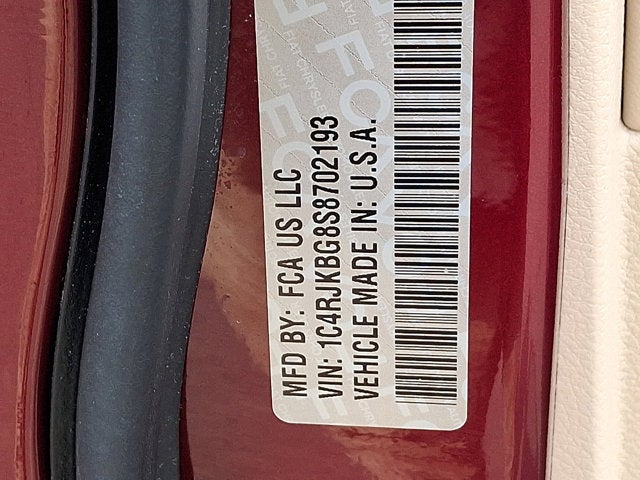 MFD BY: FCA US LLC
VIN: 1C4RJKBG8S8702193
VEHICLE MADE IN: U.S.A.